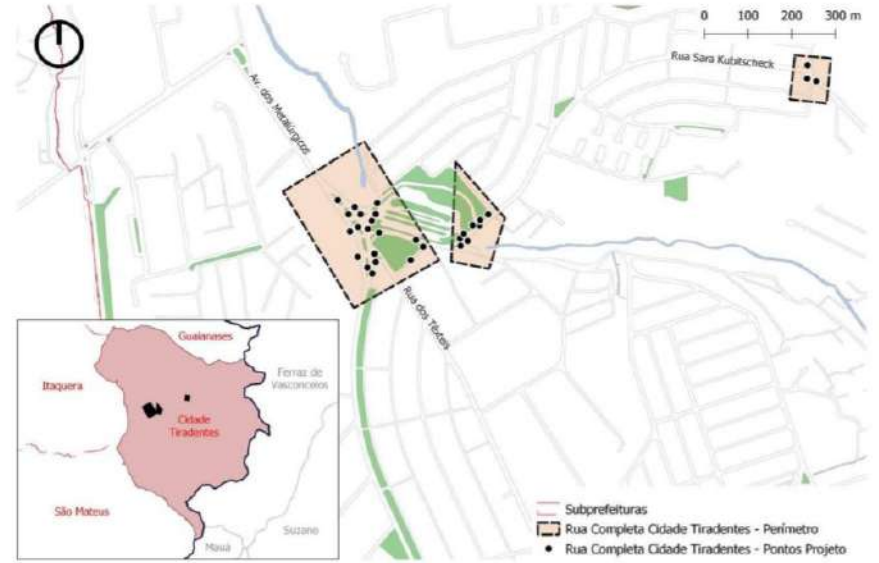 0 100 200 300 m
Rua Sara Kubitscheck
Av. dos Metalúrgicos
Rua dos Têxteis
Guaianases
Ferraz de
Vasconcelos
Itaquera
Cidade
Tiradentes
São Mateus
Suzano
Mauá
Subprefeituras
Rua Completa Cidade Tiradentes - Perímetro
Rua Completa Cidade Tiradentes - Pontos Projeto